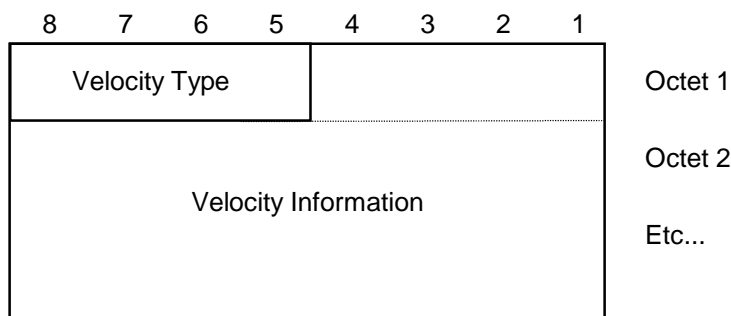 8 7 6 5 4 3 2 1
Velocity Type Octet 1
Octet 2
Velocity Information
Etc...